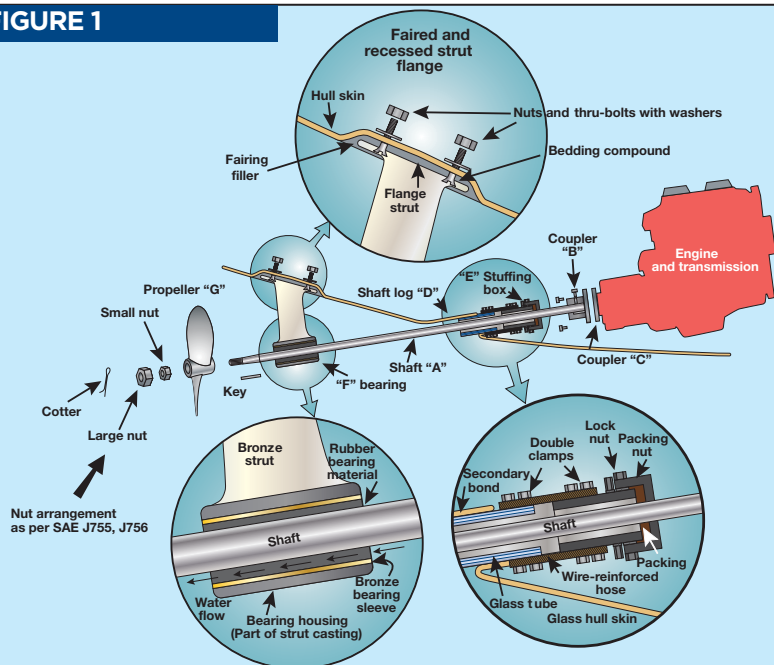 FIGURE 1
Faired and
recessed strut
flange
Hull skin
Nuts and thru-bolts with washers
Fairing
filler
Bedding compound
Flange
strut
Coupler
"B"
Engine
and transmission
Propeller "G"
Shaft log "D"
"E" Stuffing
box
Small nut
Shaft "A"
Coupler "C"
"F" bearing
Key
Cotter
Large nut
Nut arrangement
as per SAE J755, J756
Bronze
strut
Rubber
bearing
material
Shaft
Water
flow
Bronze
bearing
sleeve
Bearing housing
(Part of strut casting)
Lock
nut
Packing
nut
Double
clamps
Secondary
bond
Shaft
Packing
Wire-reinforced
hose
Glass tube
Glass hull skin